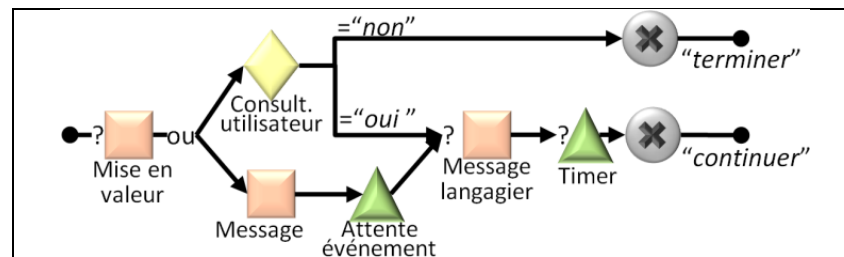 =“non”
“terminer”
Consult.
utilisateur
=“oui ”
? Mise en
valeur
ou
Message
Attente
événement
? Message
langagier
? Timer
“continuer”